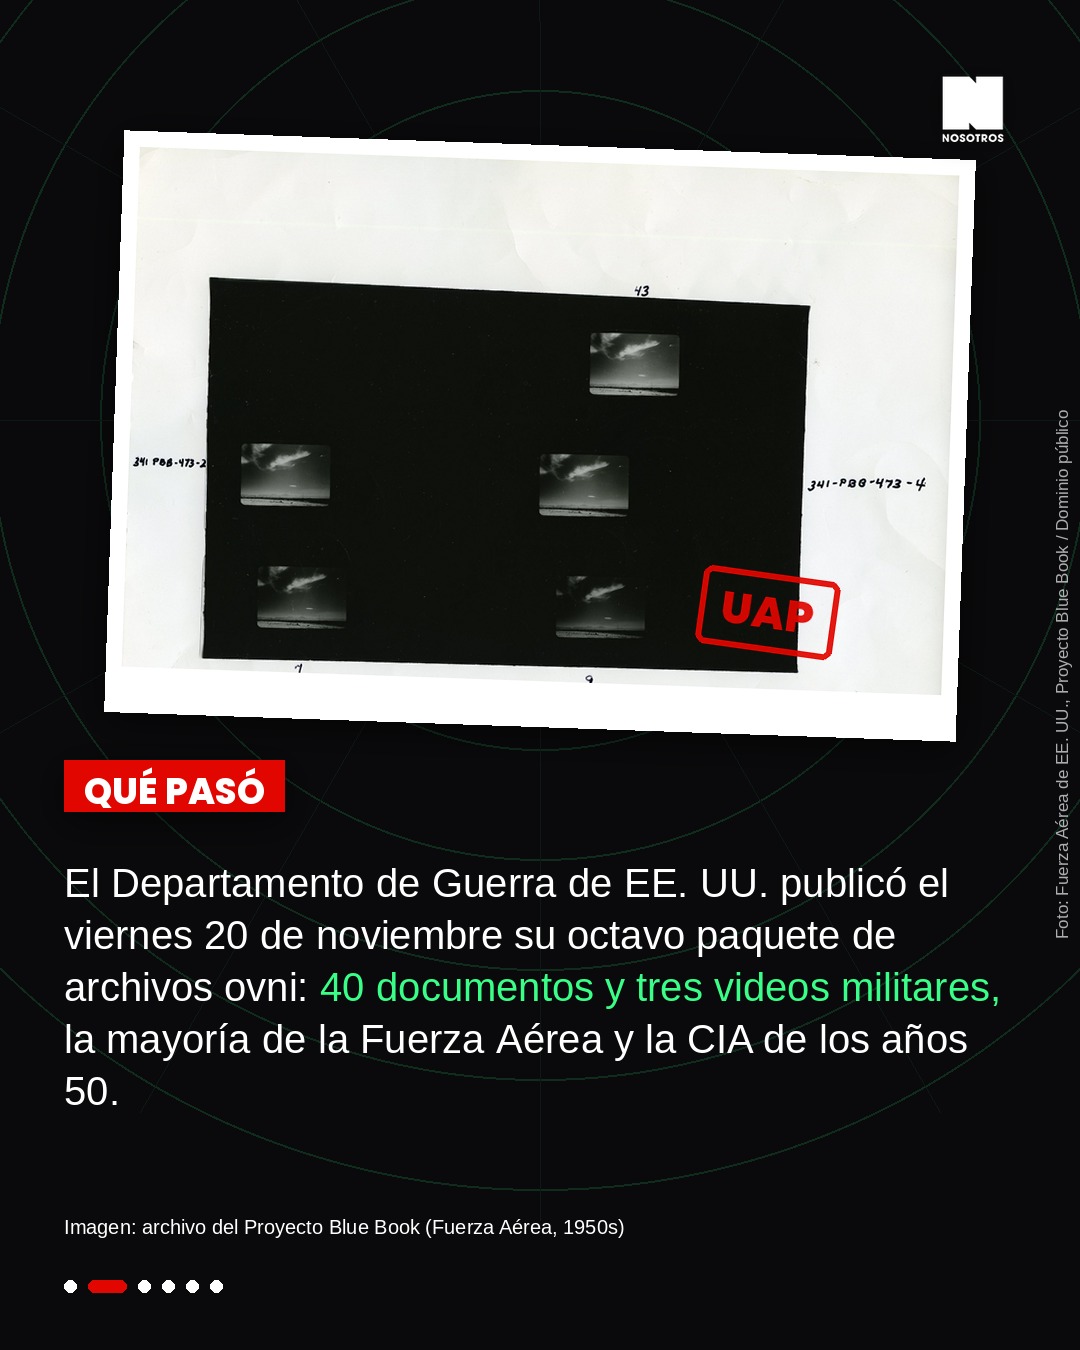 NOSOTROS
43
341 PBB-473-2
341-PBB-473-4
UAP
7
9
Foto: Fuerza Aérea de EE. UU., Proyecto Blue Book / Dominio público
QUÉ PASÓ
El Departamento de Guerra de EE. UU. publicó el
viernes 20 de noviembre su octavo paquete de
archivos ovni: 40 documentos y tres videos militares,
la mayoría de la Fuerza Aérea y la CIA de los años
50.
Imagen: archivo del Proyecto Blue Book (Fuerza Aérea, 1950s)